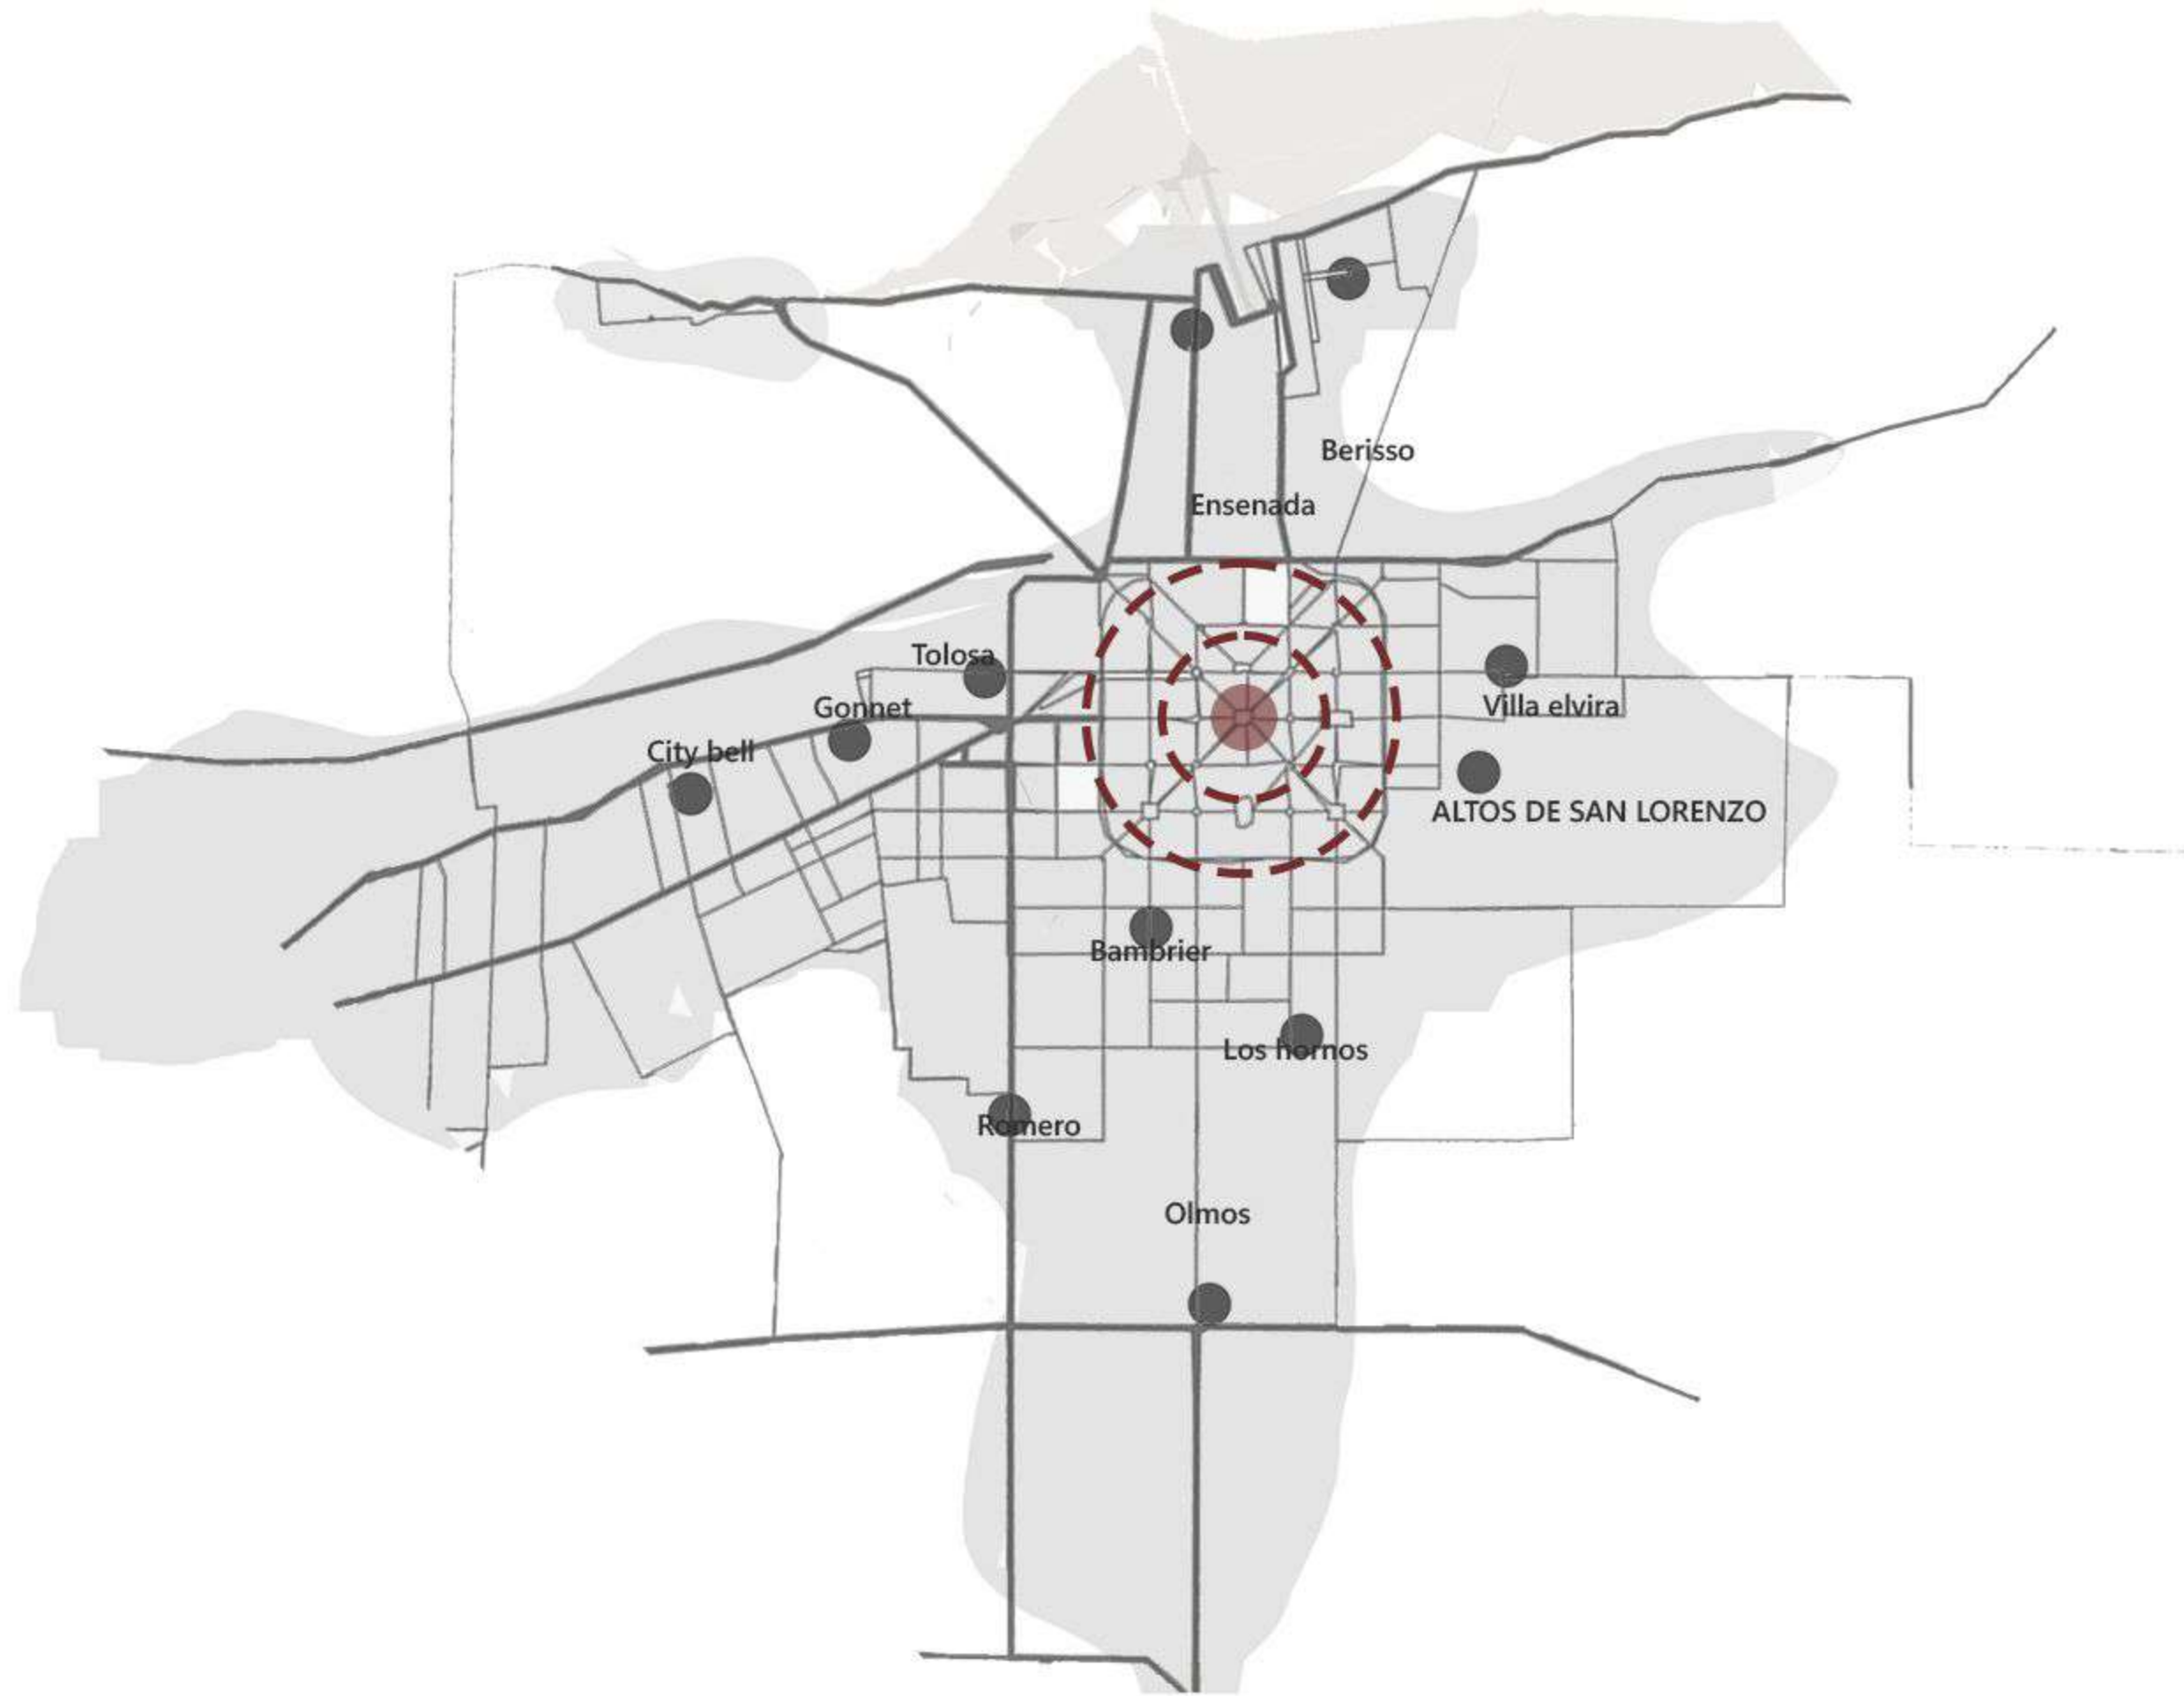 Berisso
Ensenada
Tolosa
Gonnet
Villa elvira
City bell
ALTOS DE SAN LORENZO
Bambrier
Los hornos
Romero
Olmos